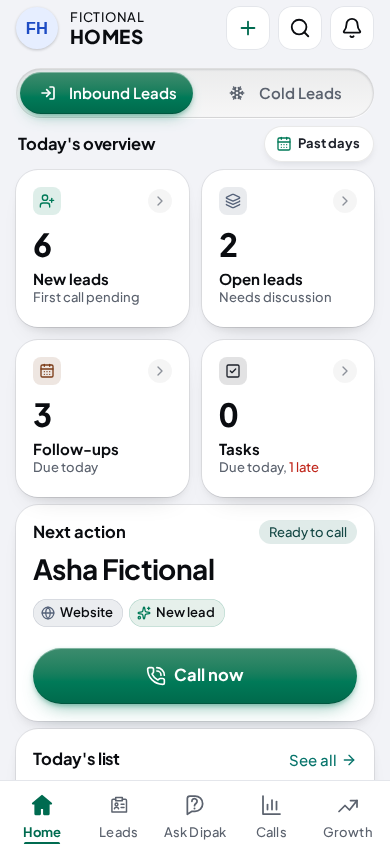 FH
FICTIONAL
HOMES
Inbound Leads
Cold Leads
Today's overview
Past days
6
New leads
First call pending
2
Open leads
Needs discussion
3
Follow-ups
Due today
0
Tasks
Due today, 1 late
Next action
Ready to call
Asha Fictional
Website
New lead
Call now
Today's list
See all
Home
Leads
Ask Dipak
Calls
Growth